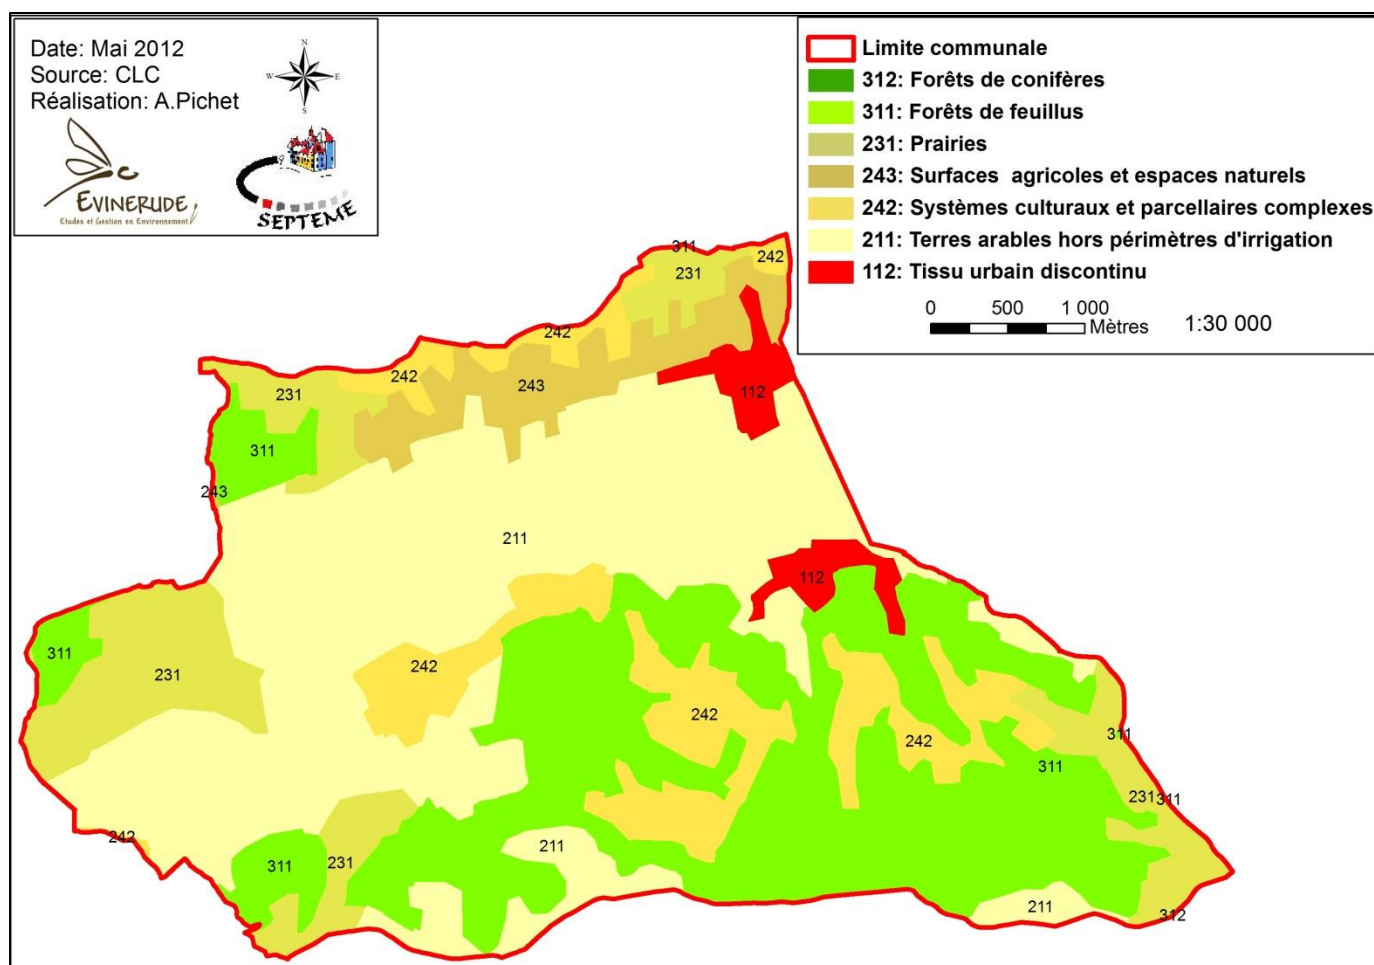 Date: Mai 2012
Source: CLC
Réalisation: A.Pichet
N
W
E
S
EVINERUDE
Etudes et Gestion en Environnement
SEPTEME
Limite communale
312: Forêts de conifères
311: Forêts de feuillus
231: Prairies
243: Surfaces agricoles et espaces naturels
242: Systèmes culturaux et parcellaires complexes
211: Terres arables hors périmètres d'irrigation
112: Tissu urbain discontinu
0 500 1 000
Mètres
1:30 000
311
242
231
242
242
243
231
112
311
243
211
112
311
231
242
242
242
311
311
231
311
242
211
311
231
211
312